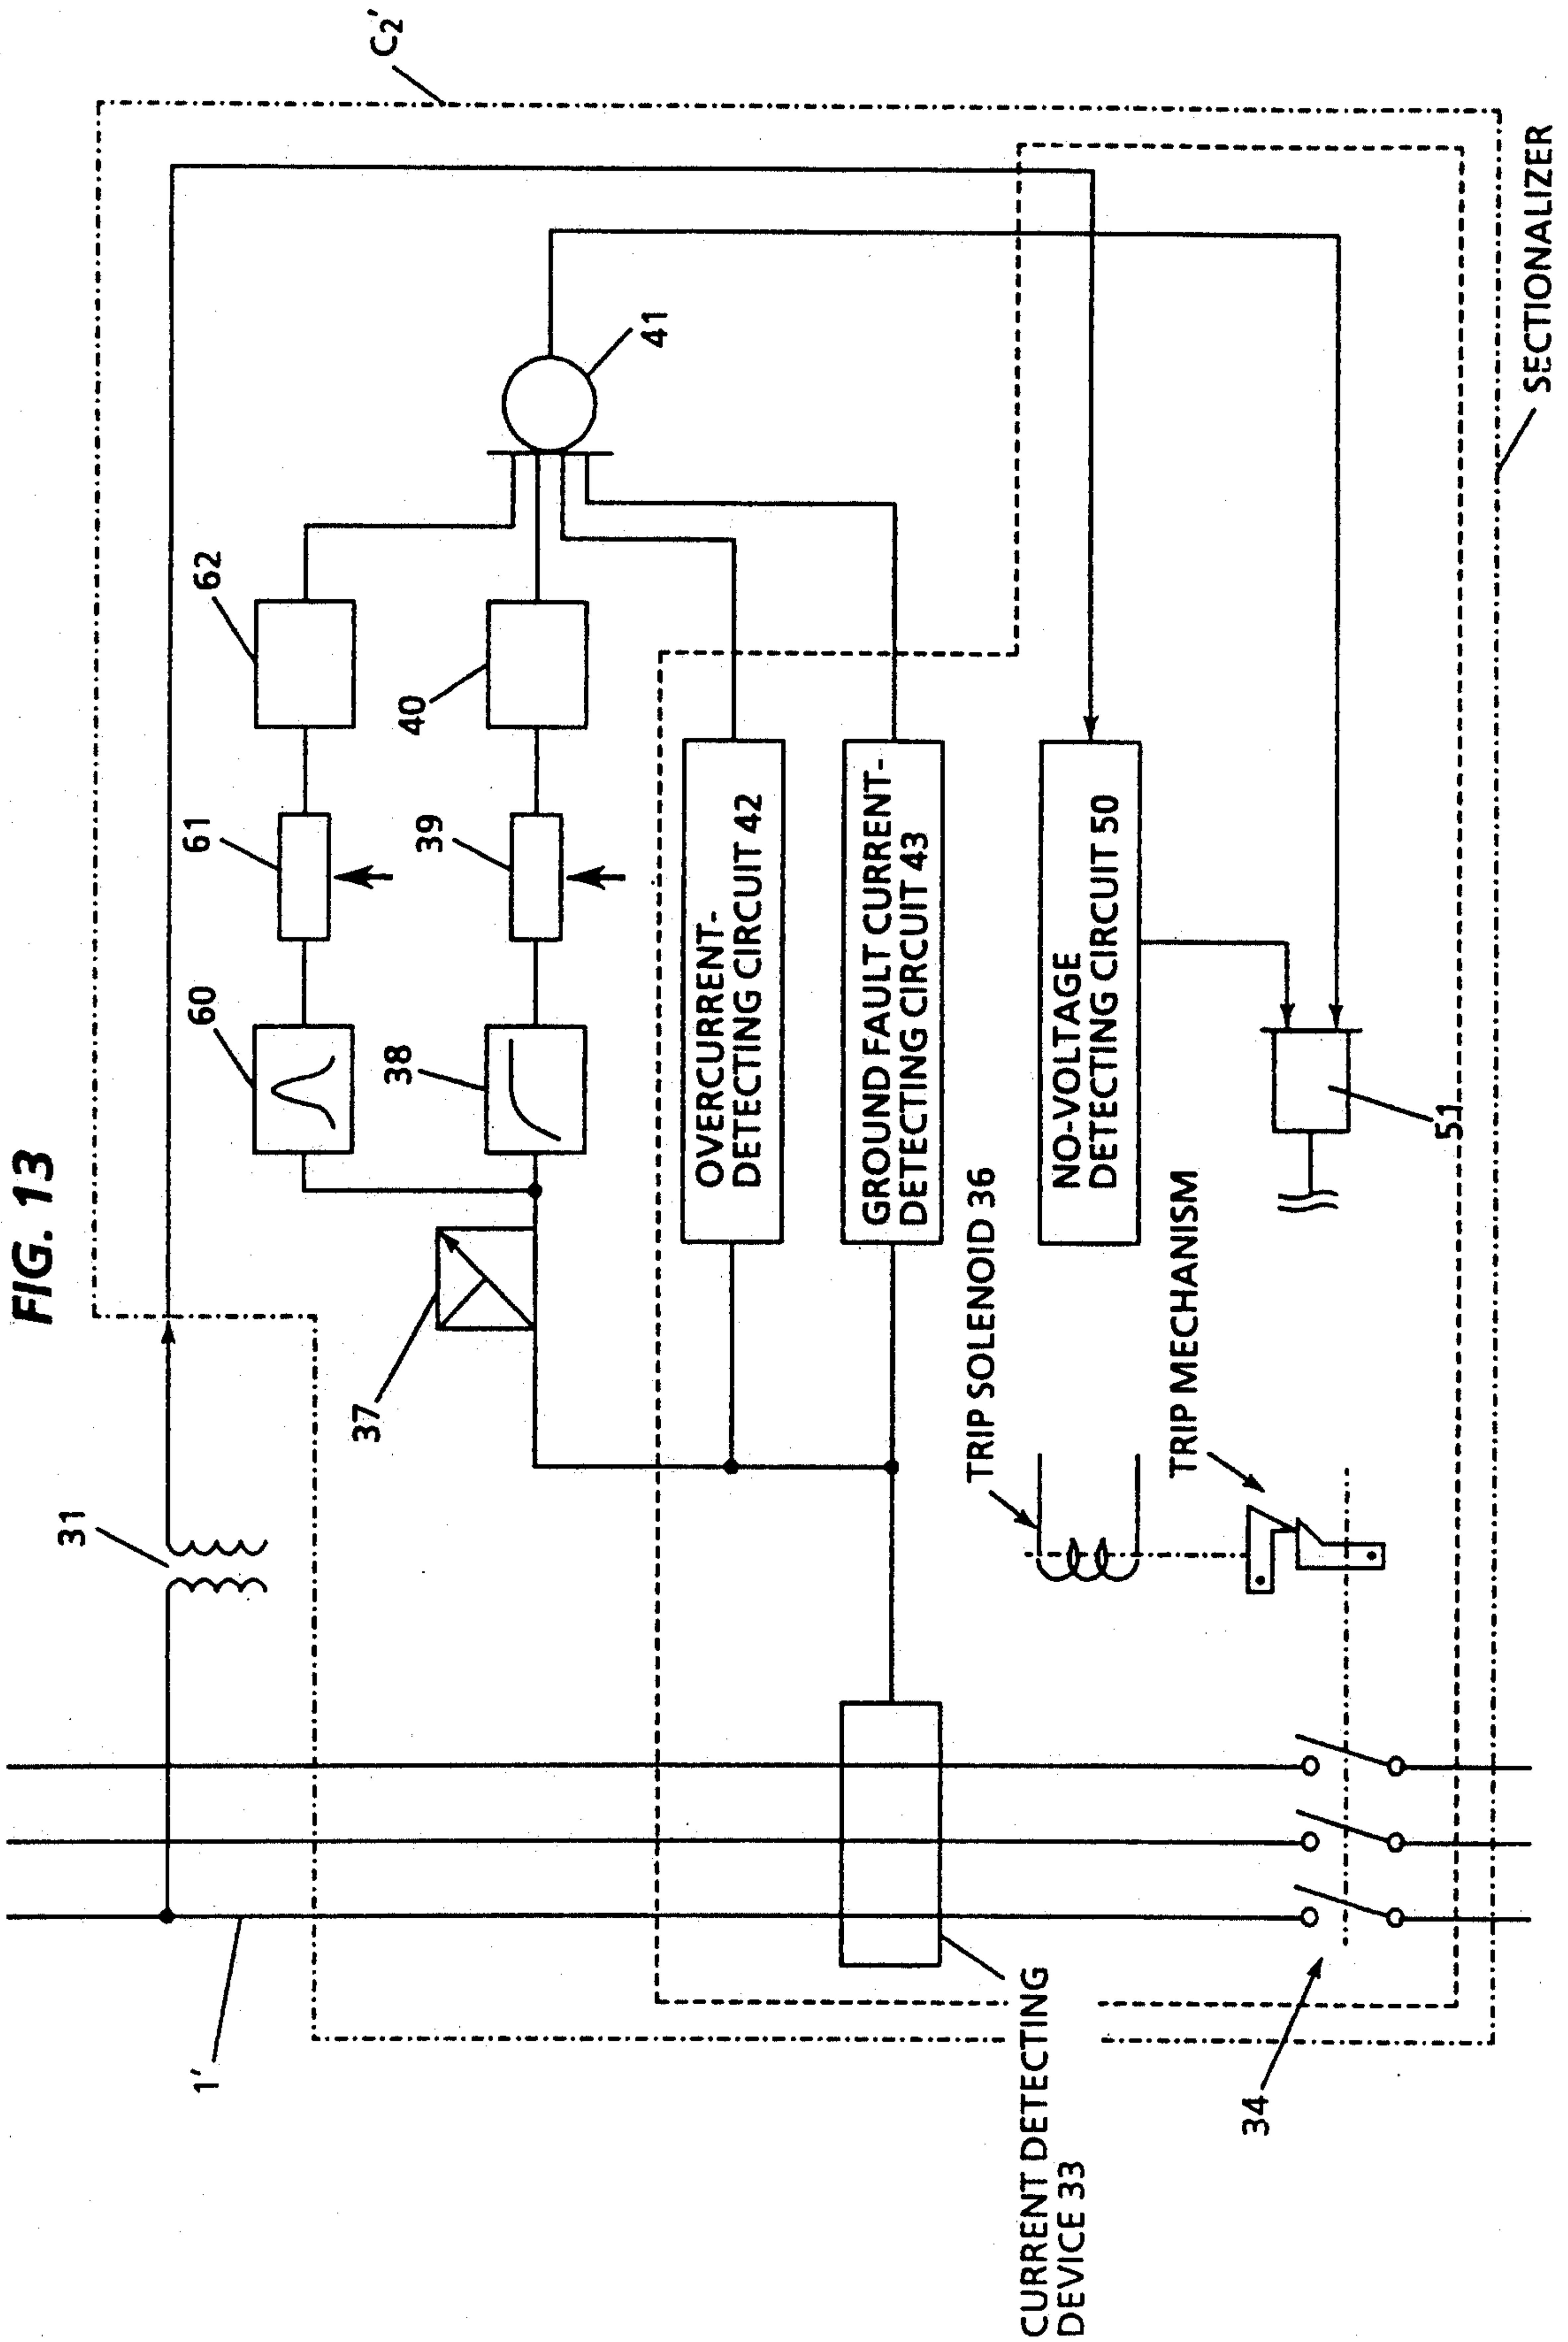 FIG. 13
C2'
31
1'
60
61
62
37
38
39
40
41
OVERCURRENT-
DETECTING CIRCUIT 42
GROUND FAULT CURRENT-
DETECTING CIRCUIT 43
NO-VOLTAGE
DETECTING CIRCUIT 50
TRIP SOLENOID 36
TRIP MECHANISM
51
CURRENT DETECTING
DEVICE 33
34
SECTIONALIZER